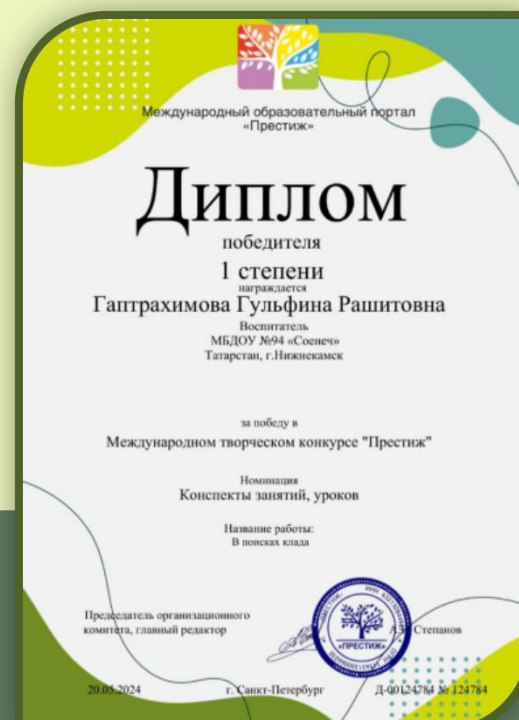 Международный образовательный портал
«Престиж»
Диплом
победителя
1 степени
награждается
Гаптрахимова Гульфина Рашитовна
Воспитатель
МБДОУ №94 «Соенеч»
Татарстан, г.Нижнекамск
за победу в
Международном творческом конкурсе "Престиж"
Номинация
Конспекты занятий, уроков
Название работы:
В поисках клада
Председатель организационного
комитета, главный редактор
Степанов
«ПРЕСТИЖ»
20.05.2024 г. Санкт-Петербург Д-00124784 № 124784